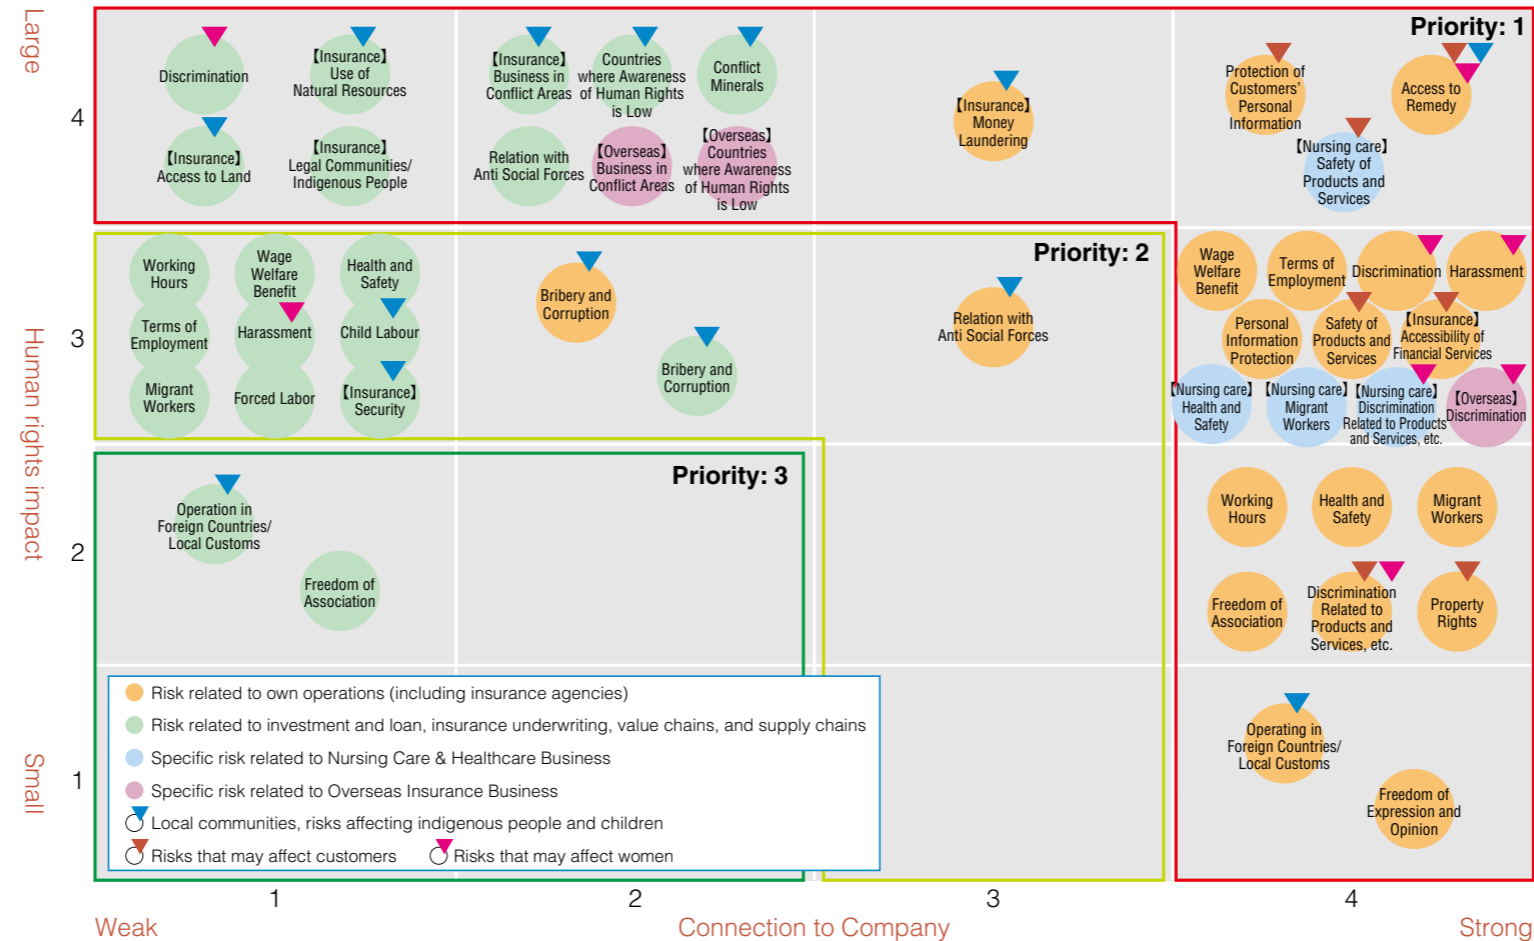 Large
Human rights impact
Small
4
3
2
1
Priority: 1
Discrimination
【Insurance】
Use of
Natural Resources
【Insurance】
Access to Land
【Insurance】
Legal Communities/
Indigenous People
【Insurance】
Business in
Conflict Areas
Countries
where Awareness
of Human Rights
is Low
Conflict
Minerals
Relation with
Anti Social Forces
【Overseas】
Business in
Conflict Areas
【Overseas】
Countries
where Awareness
of Human Rights
is Low
【Insurance】
Money
Laundering
Protection of
Customers'
Personal
Information
Access to
Remedy
【Nursing care】
Safety of
Products and
Services
Priority: 2
Working
Hours
Wage
Welfare
Benefit
Health and
Safety
Terms of
Employment
Harassment
Child Labour
Migrant
Workers
Forced Labor
【Insurance】
Security
Bribery and
Corruption
Bribery and
Corruption
Relation with
Anti Social Forces
Wage
Welfare
Benefit
Terms of
Employment
Discrimination
Harassment
Personal
Information
Protection
Safety of
Products and
Services
【Insurance】
Accessibility of
Financial Services
【Nursing care】
Health and
Safety
【Nursing care】
Migrant
Workers
【Nursing care】
Discrimination
Related to Products
and Services, etc.
【Overseas】
Discrimination
Priority: 3
Operation in
Foreign Countries/
Local Customs
Freedom of
Association
Working
Hours
Health and
Safety
Migrant
Workers
Freedom of
Association
Discrimination
Related to
Products and
Services, etc.
Property
Rights
Operating in
Foreign Countries/
Local Customs
Freedom of
Expression and
Opinion
Risk related to own operations (including insurance agencies)
Risk related to investment and loan, insurance underwriting, value chains, and supply chains
Specific risk related to Nursing Care & Healthcare Business
Specific risk related to Overseas Insurance Business
Local communities, risks affecting indigenous people and children
Risks that may affect customers
Risks that may affect women
1
2
3
4
Weak
Connection to Company
Strong